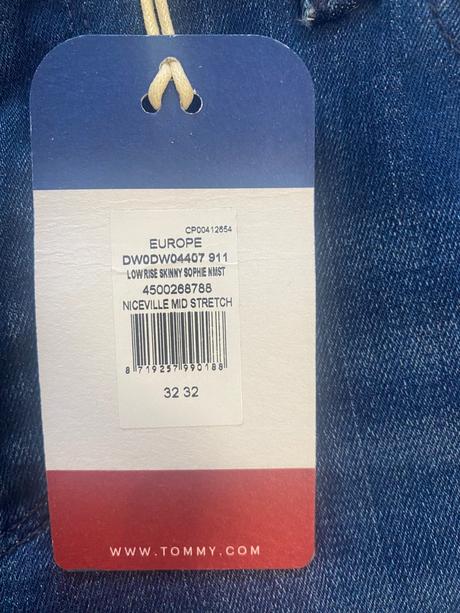 CP00412654
EUROPE
DW0DW04407 911
LOW RISE SKINNY SOPHIE NMST
4500268788
NICEVILLE MID STRETCH
8 719257 990188
32 32
WWW.TOMMY.COM